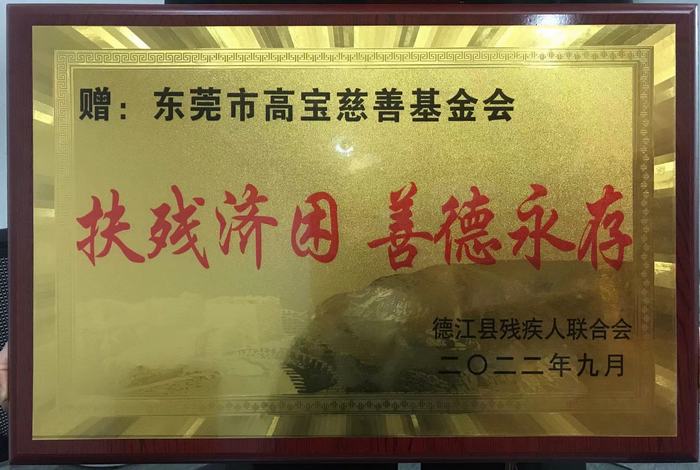 赠：东莞市高宝慈善基金会
扶残济困 善德永存
德江县残疾人联合会
二〇二二年九月